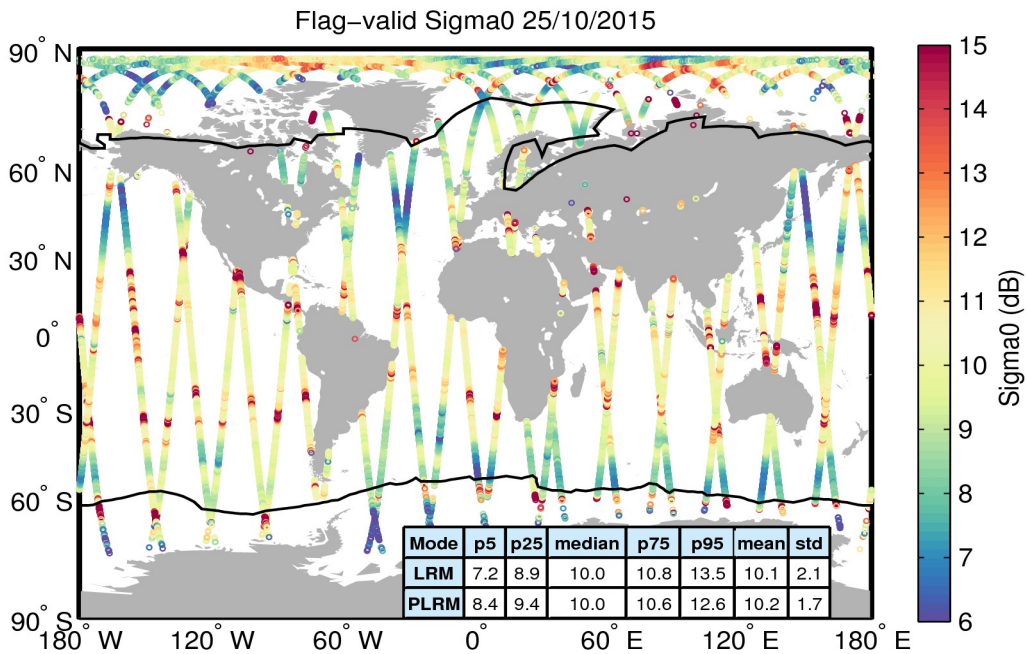 Flag−valid Sigma0 25/10/2015
90° N
60° N
30° N
0°
30° S
60° S
90° S
180° W 120° W 60° W 0° 60° E 120° E 180° E
Mode p5 p25 median p75 p95 mean std
LRM 7.2 8.9 10.0 10.8 13.5 10.1 2.1
PLRM 8.4 9.4 10.0 10.6 12.6 10.2 1.7
15
14
13
12
11
10
9
8
7
6
Sigma0 (dB)